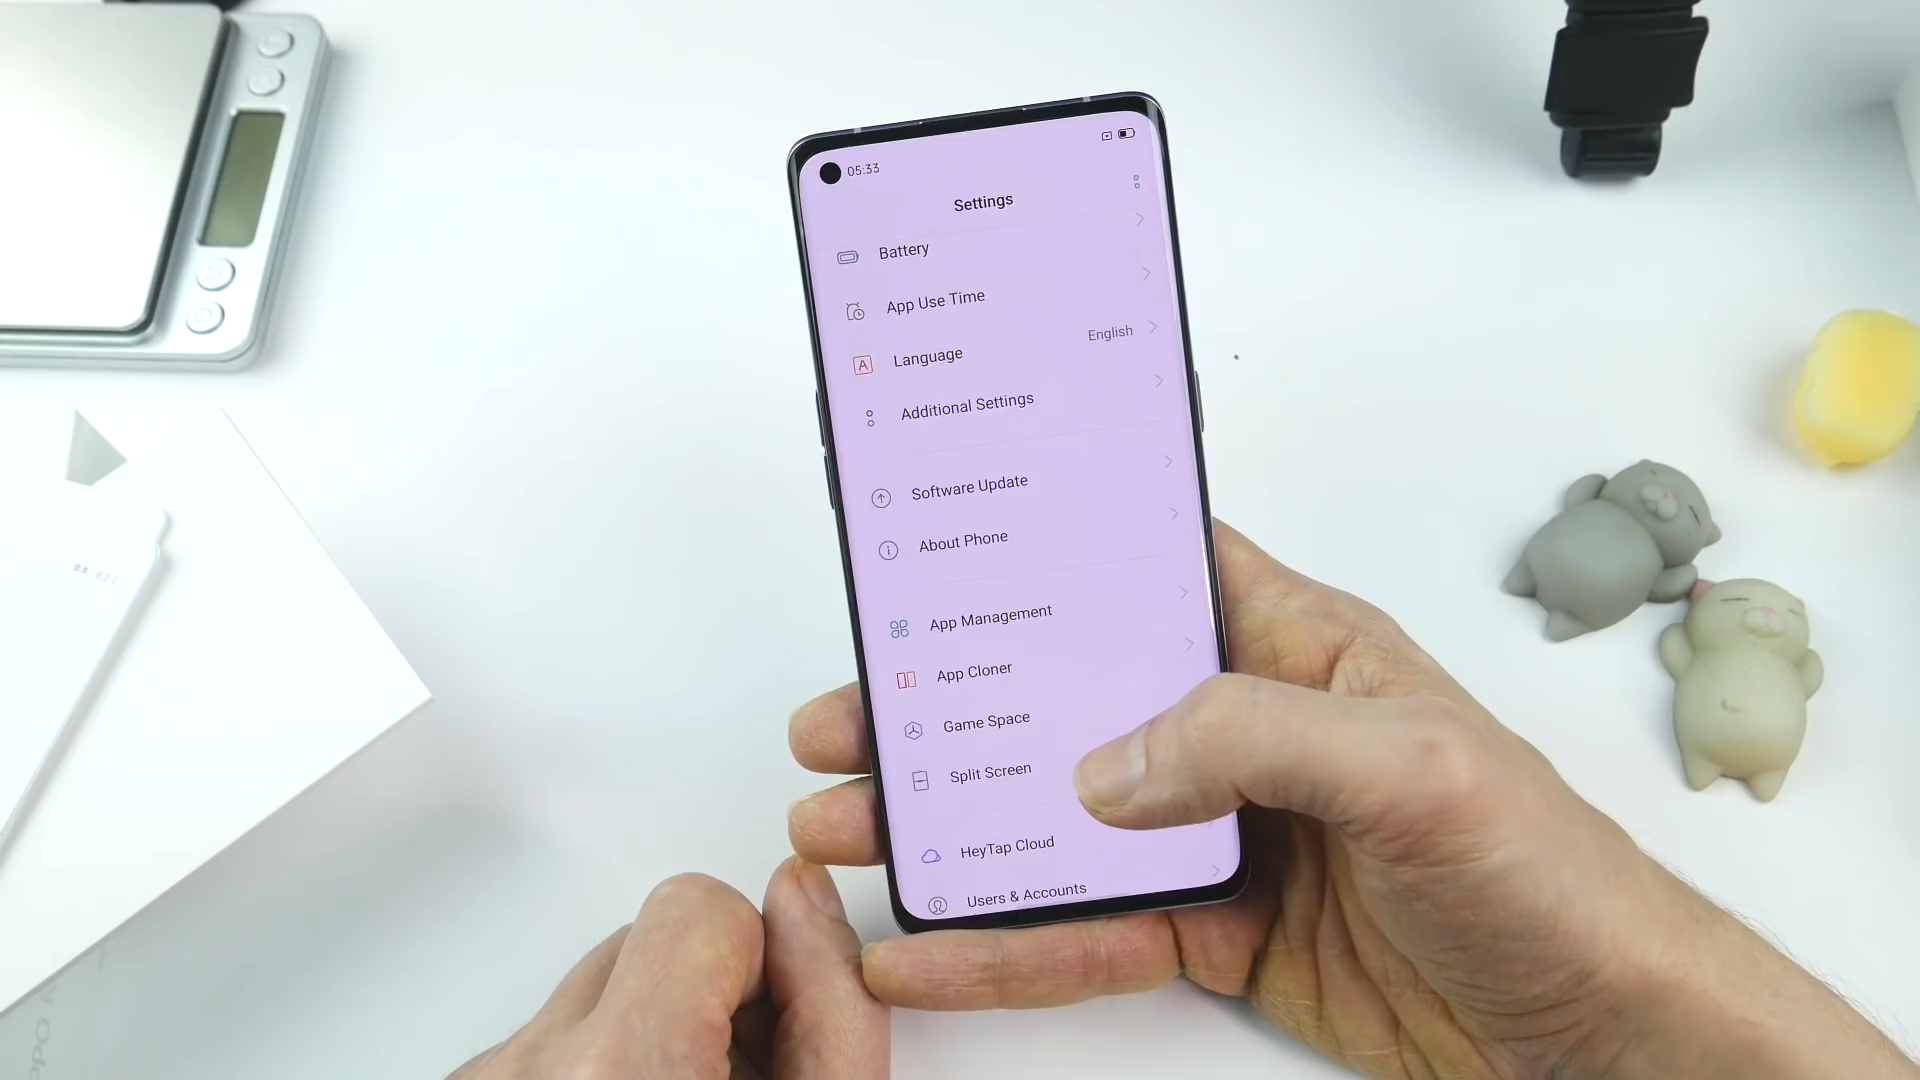 05:33
Settings
Battery
App Use Time
A
Language
English
Additional Settings
Software Update
About Phone
App Management
App Cloner
Game Space
Split Screen
HeyTap Cloud
Users & Accounts
OPPO R